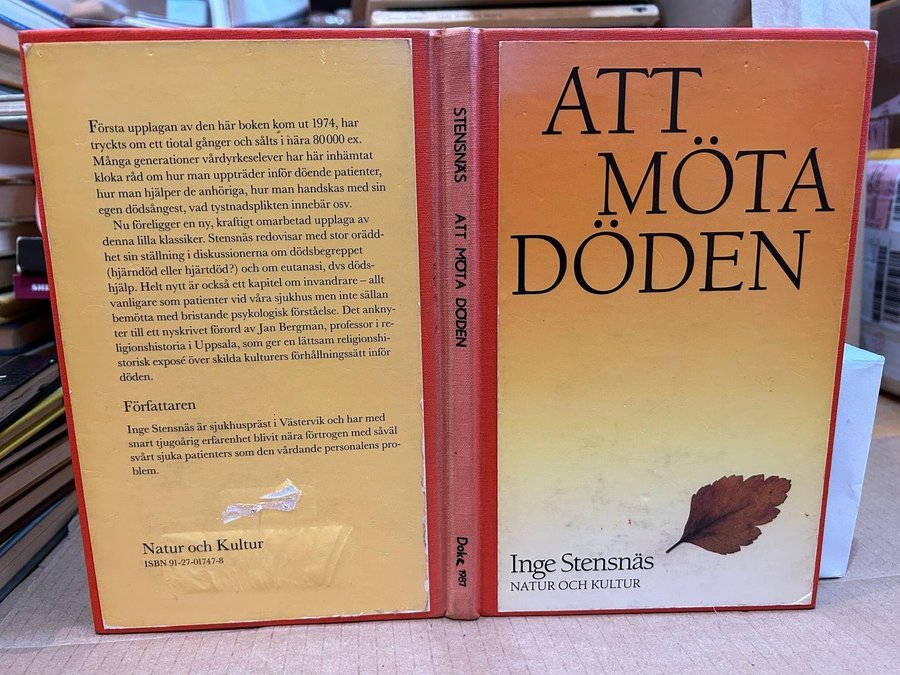 Första upplagan av den här boken kom ut 1974, har
tryckts om ett tiotal gånger och sålts i nära 80 000 ex.
Många generationer vårdyrkeselever har här inhämtat
kloka råd om hur man uppträder inför döende patienter,
hur man hjälper de anhöriga, hur man handskas med sin
egen dödsångest, vad tystnadsplikten innebär osv.
Nu föreligger en ny, kraftigt omarbetad upplaga av
denna lilla klassiker. Stensnäs redovisar med stor orädd-
het sin ställning i diskussionerna om dödsbegreppet
(hjärndöd eller hjärtdöd?) och om eutanasi, dvs döds-
hjälp. Helt nytt är också ett kapitel om invandrare – allt
vanligare som patienter vid våra sjukhus men inte sällan
bemötta med bristande psykologisk förståelse. Det ankny-
ter till ett nyskrivet förord av Jan Bergman, professor i re-
ligionshistoria i Uppsala, som ger en lättsam religionshi-
storisk exposé över skilda kulturers förhållningssätt inför
döden.
Författaren
Inge Stensnäs är sjukhuspräst i Västervik och har med
snart tjugoårig erfarenhet blivit nära förtrogen med såväl
svårt sjuka patienters som den vårdande personalens pro-
blem.
Natur och Kultur
ISBN 91-27-01747-8
STENSNÄS ATT MÖTA DÖDEN
1987
ATT
MÖTA
DÖDEN
Inge Stensnäs
NATUR OCH KULTUR